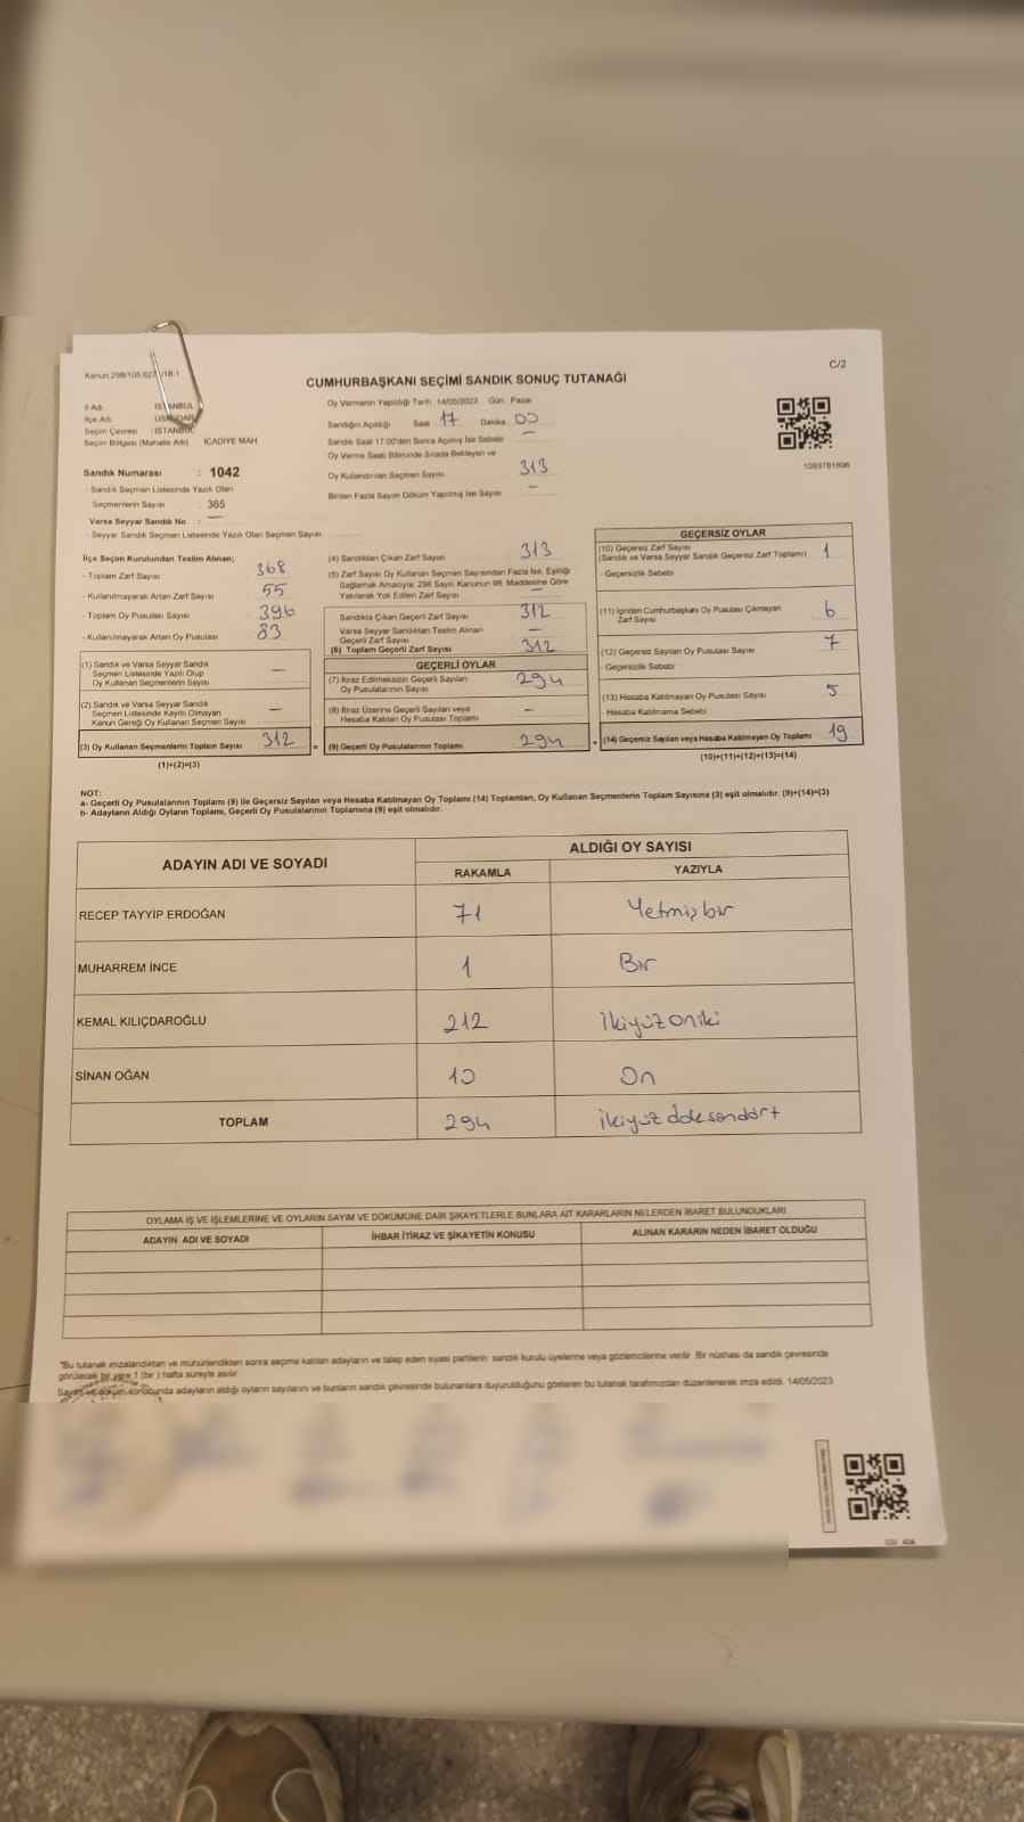 C/2
CUMHURBAŞKANI SEÇİMİ SANDIK SONUÇ TUTANAĞI
Oy Vermenin Yapıldığı Tarih 14/05/2023 Gün: Pazar
İl Adı : İSTANBUL
İlçe Adı ÜSKÜDAR
Seçim Çevresi : İSTANBUL
Seçim Bölgesi (Mahalle Adı) : ICADİYE MAH
Sandık Numarası : 1042
Sandık Seçmen Listesinde Yazılı Olan
Seçmenlerin Sayısı : 365
Varsa Seyyar Sandık No : —
Seyyar Sandık Seçmen Listesinde Yazılı Olan Seçmen Sayısı
Sandığın Açıldığı Saat 17 Dakika 00
Sandık Saat 17:00'den Sonra Açılmış İse Sebebi —
Oy Verme Saati Bitiminde Sırada Bekleyen ve
Oy Kullandırılan Seçmen Sayısı 313
Birden Fazla Sayım Döküm Yapılmış İse Sayısı —
İlçe Seçim Kurulundan Teslim Alınan;
- Toplam Zarf Sayısı 368
- Kullanılmayarak Artan Zarf Sayısı 55
- Toplam Oy Pusulası Sayısı 396
- Kullanılmayarak Artan Oy Pusulası 83
(1) Sandık ve Varsa Seyyar Sandık
Seçmen Listesinde Yazılı Olup
Oy Kullanan Seçmenlerin Sayısı —
(2) Sandık ve Varsa Seyyar Sandık
Seçmen Listesinde Kayıtlı Olmayan
Kanun Gereği Oy Kullanan Seçmen Sayısı —
(3) Oy Kullanan Seçmenlerin Toplam Sayısı 312
(1)+(2)=(3)
(4) Sandıktan Çıkan Zarf Sayısı 313
(5) Zarf Sayısı Oy Kullanan Seçmen Sayısından Fazla İse, Eşitliği
Sağlamak Amacıyla; 298 Sayılı Kanunun 98. Maddesine Göre
Yakılarak Yok Edilen Zarf Sayısı —
Sandıkta Çıkan Geçerli Zarf Sayısı 312
Varsa Seyyar Sandıktan Teslim Alınan
Geçerli Zarf Sayısı —
(6) Toplam Geçerli Zarf Sayısı 312
GEÇERLİ OYLAR
(7) İtiraz Edilmeksizin Geçerli Sayılan
Oy Pusulalarının Sayısı 294
(8) İtiraz Üzerine Geçerli Sayılan veya
Hesaba Katılan Oy Pusulası Toplamı —
(9) Geçerli Oy Pusulalarının Toplamı 294
GEÇERSİZ OYLAR
(10) Geçersiz Zarf Sayısı
(Sandık ve Varsa Seyyar Sandık Geçersiz Zarf Toplamı) 1
- Geçersizlik Sebebi
(11) İçinden Cumhurbaşkanı Oy Pusulası Çıkmayan
Zarf Sayısı 6
(12) Geçersiz Sayılan Oy Pusulası Sayısı 7
- Geçersizlik Sebebi
(13) Hesaba Katılmayan Oy Pusulası Sayısı 5
- Hesaba Katılmama Sebebi
(14) Geçersiz Sayılan veya Hesaba Katılmayan Oy Toplamı 19
(10)+(11)+(12)+(13)=(14)
NOT:
a- Geçerli Oy Pusulalarının Toplamı (9) ile Geçersiz Sayılan veya Hesaba Katılmayan Oy Toplamı (14) Toplamları, Oy Kullanan Seçmenlerin Toplam Sayısına (3) eşit olmalıdır. (9)+(14)=(3)
b- Adayların Aldığı Oyların Toplamı, Geçerli Oy Pusulalarının Toplamına (9) eşit olmalıdır.
ADAYIN ADI VE SOYADI ALDIĞI OY SAYISI
RAKAMLA YAZIYLA
RECEP TAYYİP ERDOĞAN 71 Yetmişbir
MUHARREM İNCE 1 Bir
KEMAL KILIÇDAROĞLU 212 İkiyüzoniki
SİNAN OĞAN 10 On
TOPLAM 294 ikiyüz doksandört
OYLAMA İŞ VE İŞLEMLERİNE VE OYLARIN SAYIM VE DÖKÜMÜNE DAİR ŞİKAYETLERLE BUNLARA AİT KARARLARIN NELERDEN İBARET BULUNDUKLARI
ADAYIN ADI VE SOYADI İHBAR İTİRAZ VE ŞİKAYETİN KONUSU ALINAN KARARIN NEDEN İBARET OLDUĞU
"Bu tutanak imzalandıktan ve mühürlendikten sonra seçime katılan adayların ve talep eden siyasi partilerin sandık kurulu üyelerine veya gözlemcilerine verilir. Bir nüshası da sandık çevresinde
görülecek bir yere 1 (bir) hafta süreyle asılır.
Sayım ve döküm sonucunda adayların aldığı oyların sayılarını ve bunların sandık çevresinde bulunanlara duyurulduğunu gösteren bu tutanak tarafımızdan düzenlenerek imza edildi. 14/05/2023